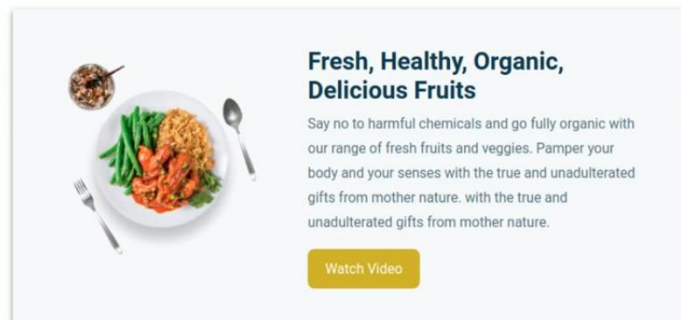 Fresh, Healthy, Organic,
Delicious Fruits
Say no to harmful chemicals and go fully organic with
our range of fresh fruits and veggies. Pamper your
body and your senses with the true and unadulterated
gifts from mother nature. with the true and
unadulterated gifts from mother nature.
Watch Video